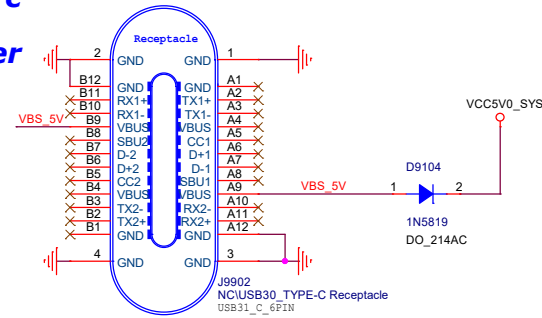 C
er
Receptacle
2 GND GND 1
B12 GND GND A1
B11 RX1+ TX1+ A2
B10 RX1- TX1- A3
VBS_5V B9 VBUS VBUS A4
B8 SBU2 CC1 A5
B7 D-2 D+1 A6
B6 D+2 D-1 A7
B5 CC2 SBU1 A8
B4 VBUS VBUS A9 VBS_5V
B3 TX2- RX2- A10
B2 TX2+ RX2+ A11
B1 GND GND A12
4 GND GND 3
VCC5V0_SYS
D9104
1 2
1N5819
DO_214AC
J9902
NC\USB30_TYPE-C Receptacle
USB31_C_6PIN